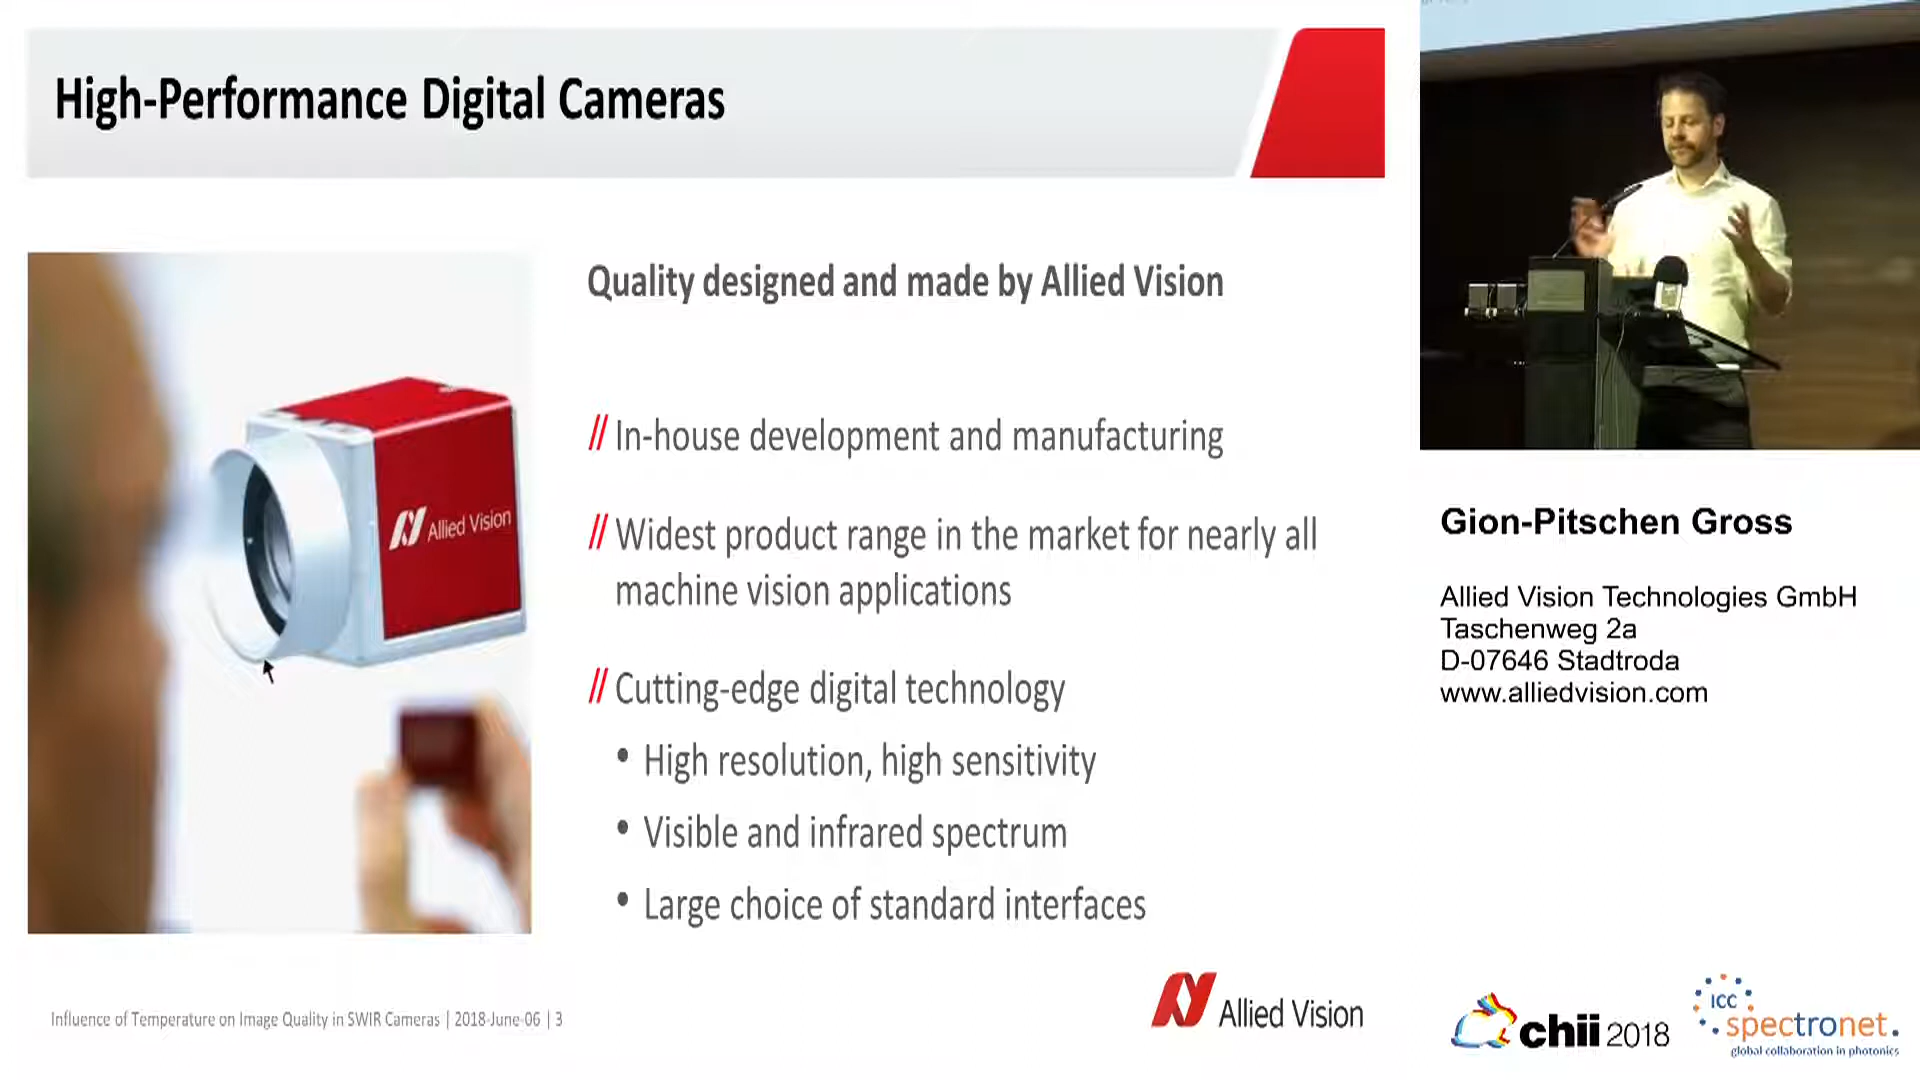 High-Performance Digital Cameras
Quality designed and made by Allied Vision
// In-house development and manufacturing
// Widest product range in the market for nearly all
machine vision applications
// Cutting-edge digital technology
• High resolution, high sensitivity
• Visible and infrared spectrum
• Large choice of standard interfaces
Allied Vision
Influence of Temperature on Image Quality in SWIR Cameras | 2018-June-06 | 3
Allied Vision
Gion-Pitschen Gross
Allied Vision Technologies GmbH
Taschenweg 2a
D-07646 Stadtroda
www.alliedvision.com
chii 2018
ICC
spectronet.
global collaboration in photonics